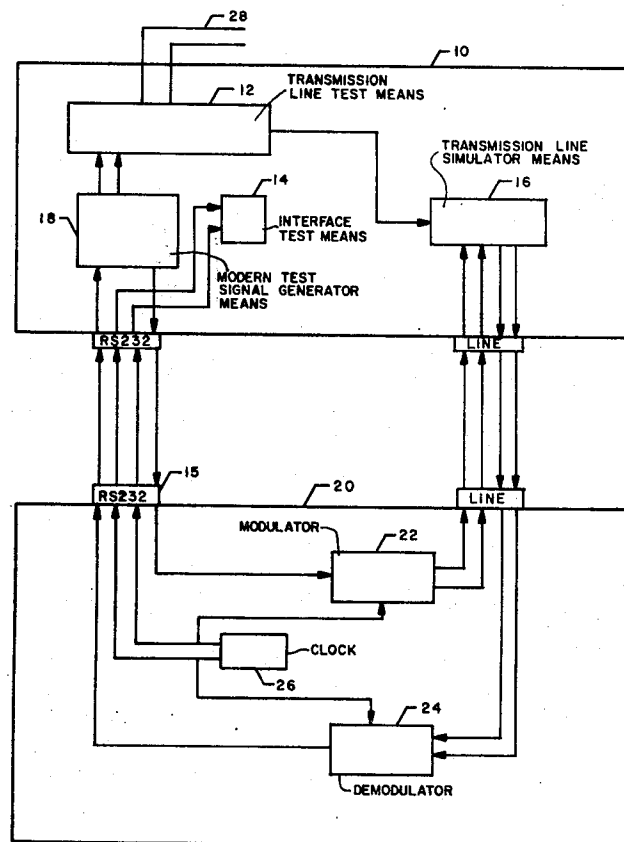 28
10
12
TRANSMISSION
LINE TEST MEANS
14
TRANSMISSION LINE
SIMULATOR MEANS
16
18
INTERFACE
TEST MEANS
MODERN TEST
SIGNAL GENERATOR
MEANS
RS232
LINE
15
RS232
20
LINE
MODULATOR
22
CLOCK
26
24
DEMODULATOR